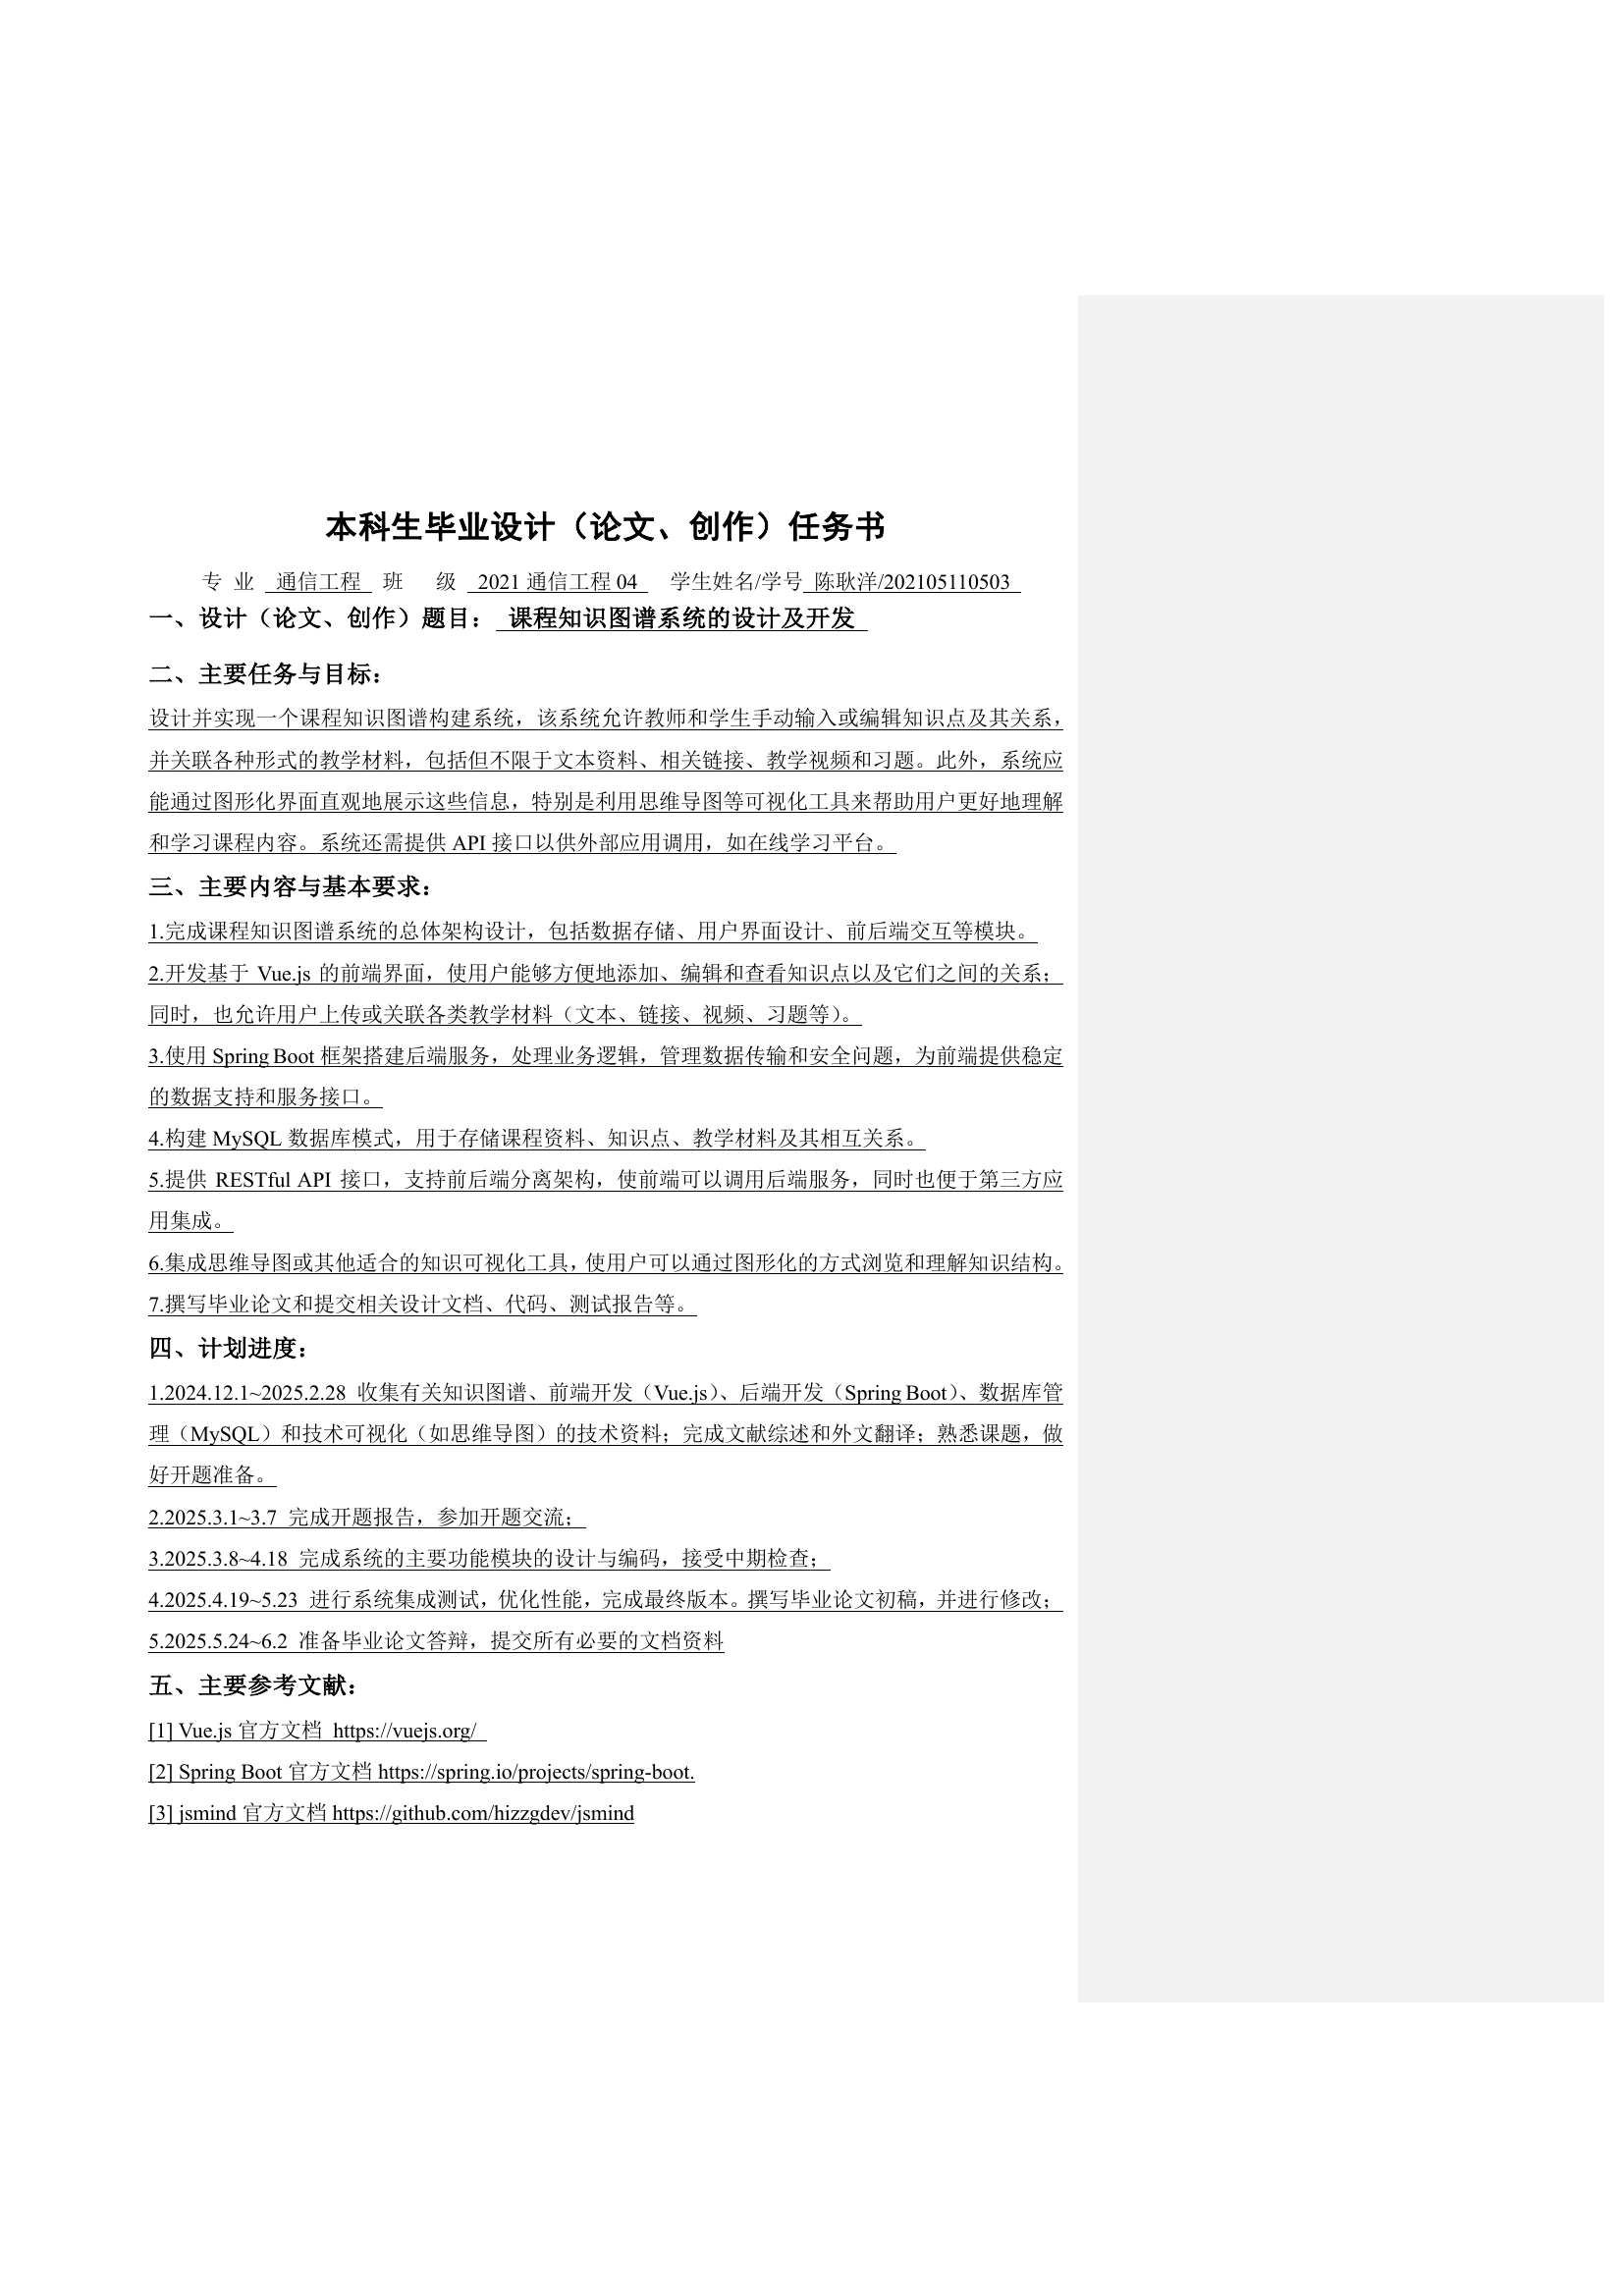 本科生毕业设计（论文、创作）任务书
专 业 通信工程 班 级 2021 通信工程 04 学生姓名/学号 陈耿洋/202105110503
一、设计（论文、创作）题目： 课程知识图谱系统的设计及开发
二、主要任务与目标：
设计并实现一个课程知识图谱构建系统，该系统允许教师和学生手动输入或编辑知识点及其关系，
并关联各种形式的教学材料，包括但不限于文本资料、相关链接、教学视频和习题。此外，系统应
能通过图形化界面直观地展示这些信息，特别是利用思维导图等可视化工具来帮助用户更好地理解
和学习课程内容。系统还需提供 API 接口以供外部应用调用，如在线学习平台。
三、主要内容与基本要求：
1.完成课程知识图谱系统的总体架构设计，包括数据存储、用户界面设计、前后端交互等模块。
2.开发基于 Vue.js 的前端界面，使用户能够方便地添加、编辑和查看知识点以及它们之间的关系；
同时，也允许用户上传或关联各类教学材料（文本、链接、视频、习题等）。
3.使用 Spring Boot 框架搭建后端服务，处理业务逻辑，管理数据传输和安全问题，为前端提供稳定
的数据支持和服务接口。
4.构建 MySQL 数据库模式，用于存储课程资料、知识点、教学材料及其相互关系。
5.提供 RESTful API 接口，支持前后端分离架构，使前端可以调用后端服务，同时也便于第三方应
用集成。
6.集成思维导图或其他适合的知识可视化工具，使用户可以通过图形化的方式浏览和理解知识结构。
7.撰写毕业论文和提交相关设计文档、代码、测试报告等。
四、计划进度：
1.2024.12.1~2025.2.28 收集有关知识图谱、前端开发（Vue.js）、后端开发（Spring Boot）、数据库管
理（MySQL）和技术可视化（如思维导图）的技术资料；完成文献综述和外文翻译；熟悉课题，做
好开题准备。
2.2025.3.1~3.7 完成开题报告，参加开题交流；
3.2025.3.8~4.18 完成系统的主要功能模块的设计与编码，接受中期检查；
4.2025.4.19~5.23 进行系统集成测试，优化性能，完成最终版本。撰写毕业论文初稿，并进行修改；
5.2025.5.24~6.2 准备毕业论文答辩，提交所有必要的文档资料
五、主要参考文献：
[1] Vue.js 官方文档 https://vuejs.org/
[2] Spring Boot 官方文档 https://spring.io/projects/spring-boot.
[3] jsmind 官方文档 https://github.com/hizzgdev/jsmind